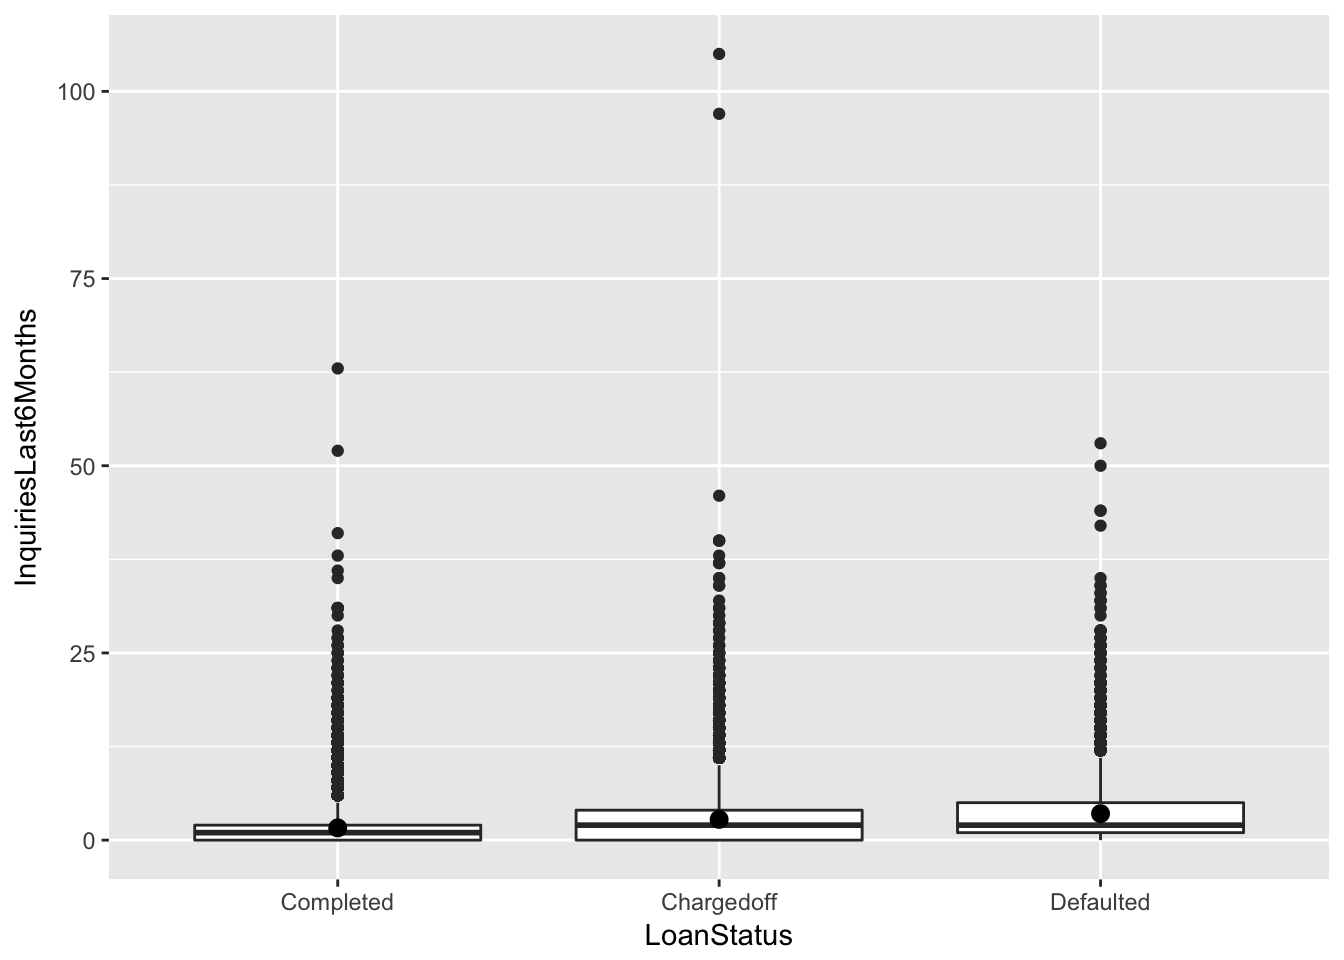 InquiriesLast6Months
100
75
50
25
0
Completed
Chargedoff
Defaulted
LoanStatus